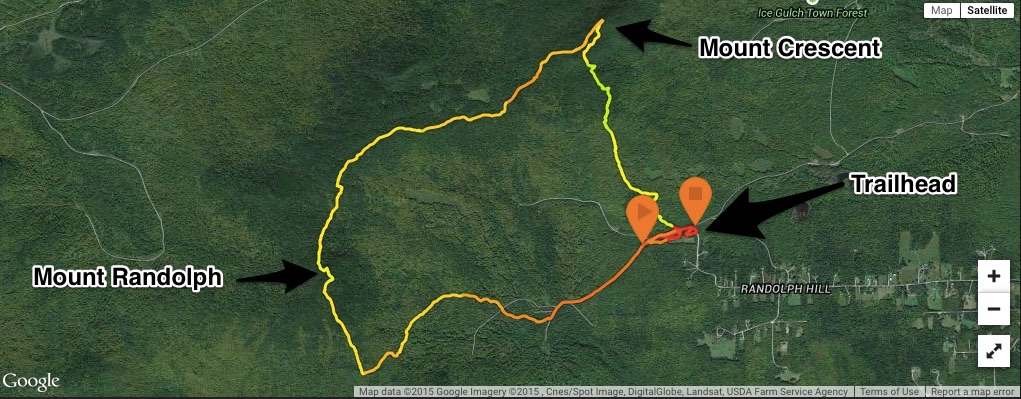 Ice Gulch Town Forest
Map Satellite
Mount Crescent
Trailhead
Mount Randolph
RANDOLPH HILL
+
−
Google
Map data ©2015 Google Imagery ©2015 , Cnes/Spot Image, DigitalGlobe, Landsat, USDA Farm Service Agency Terms of Use Report a map error